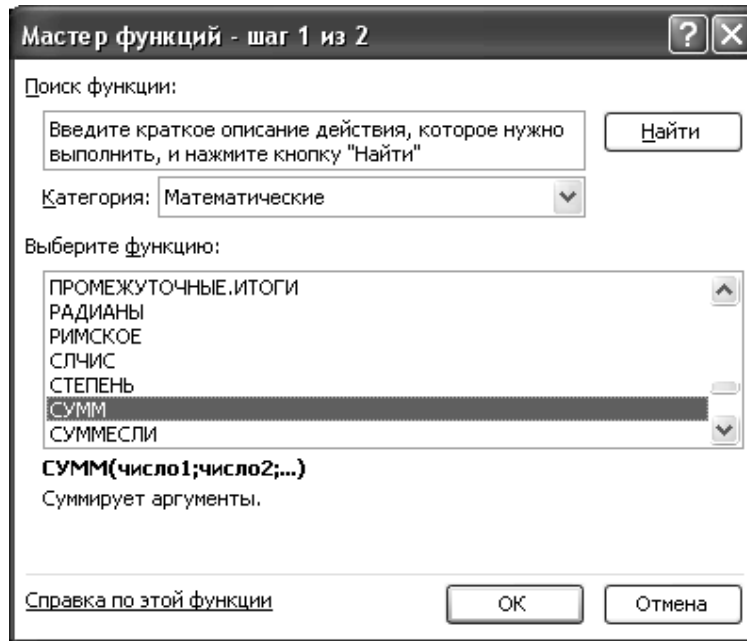 Мастер функций - шаг 1 из 2
Поиск функции:
Введите краткое описание действия, которое нужно
выполнить, и нажмите кнопку "Найти"
Найти
Категория: Математические
Выберите функцию:
ПРОМЕЖУТОЧНЫЕ.ИТОГИ
РАДИАНЫ
РИМСКОЕ
СЛЧИС
СТЕПЕНЬ
СУММ
СУММЕСЛИ
СУММ(число1;число2;...)
Суммирует аргументы.
Справка по этой функции
ОК
Отмена